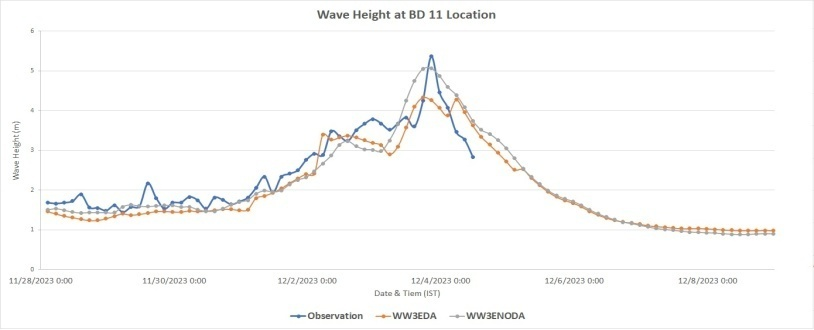 Wave Height at BD 11 Location
6
5
4
3
2
1
0
Wave Height(m)
11/28/2023 0:00 11/30/2023 0:00 12/2/2023 0:00 12/4/2023 0:00 12/6/2023 0:00 12/8/2023 0:00
Date & Tiem (IST)
Observation WW3EDA WW3ENODA